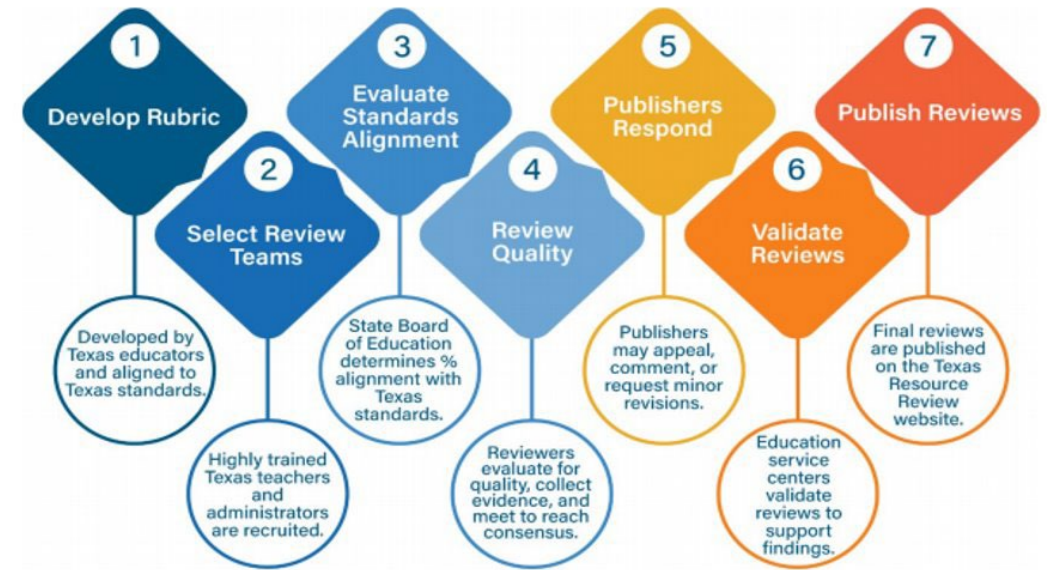 1
Develop Rubric
Developed by
Texas educators
and aligned to
Texas standards.
2
Select Review
Teams
Highly trained
Texas teachers
and
administrators
are recruited.
3
Evaluate
Standards
Alignment
State Board
of Education
determines %
alignment with
Texas
standards.
4
Review
Quality
Reviewers
evaluate for
quality, collect
evidence, and
meet to reach
consensus.
5
Publishers
Respond
Publishers
may appeal,
comment, or
request minor
revisions.
6
Validate
Reviews
Education
service
centers
validate
reviews to
support
findings.
7
Publish Reviews
Final reviews
are published
on the Texas
Resource
Review
website.